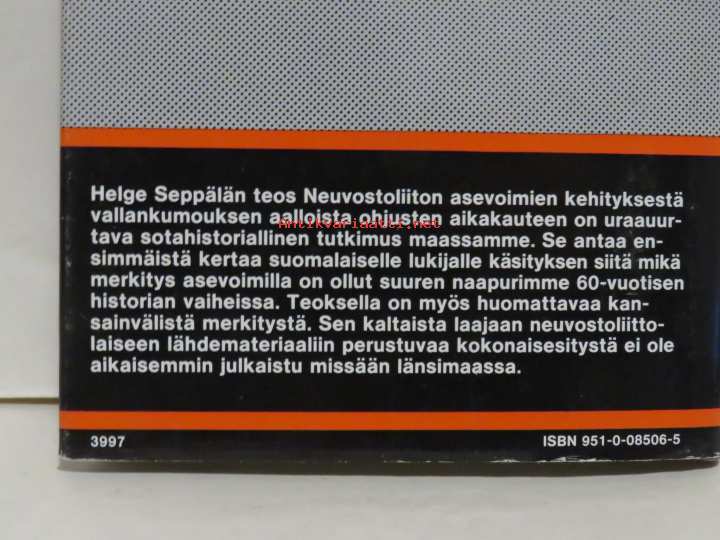 Helge Seppälän teos Neuvostoliiton asevoimien kehityksestä
vallankumouksen aalloista ohjusten aikakauteen on uraauur-
tava sotahistoriallinen tutkimus maassamme. Se antaa en-
simmäistä kertaa suomalaiselle lukijalle käsityksen siitä mikä
merkitys asevoimilla on ollut suuren naapurimme 60-vuotisen
historian vaiheissa. Teoksella on myös huomattavaa kan-
sainvälistä merkitystä. Sen kaltaista laajaan neuvostoliitto-
laiseen lähdemateriaaliin perustuvaa kokonaisesitystä ei ole
aikaisemmin julkaistu missään länsimaassa.
3997 ISBN 951-0-08506-5
Antikvariaatti.net